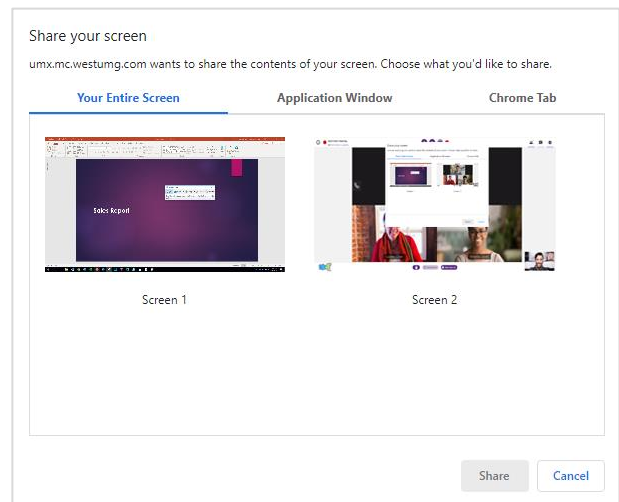 Share your screen
umx.mc.westumg.com wants to share the contents of your screen. Choose what you'd like to share.
Your Entire Screen Application Window Chrome Tab
Sales Report
Screen 1 Screen 2
Share Cancel